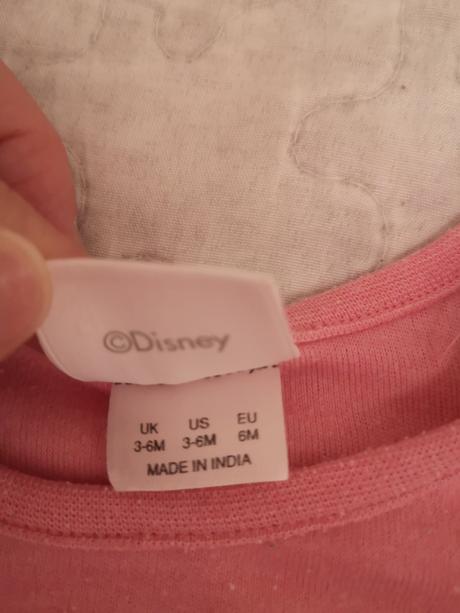 ©Disney
UK US EU
3-6M 3-6M 6M
MADE IN INDIA